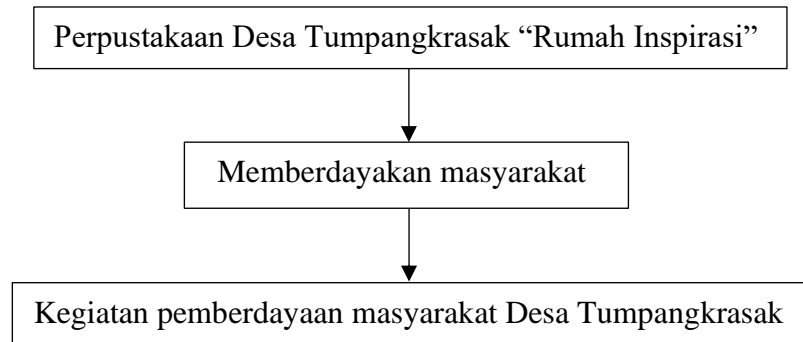 Perpustakaan Desa Tumpangkrasak “Rumah Inspirasi”
Memberdayakan masyarakat
Kegiatan pemberdayaan masyarakat Desa Tumpangkrasak